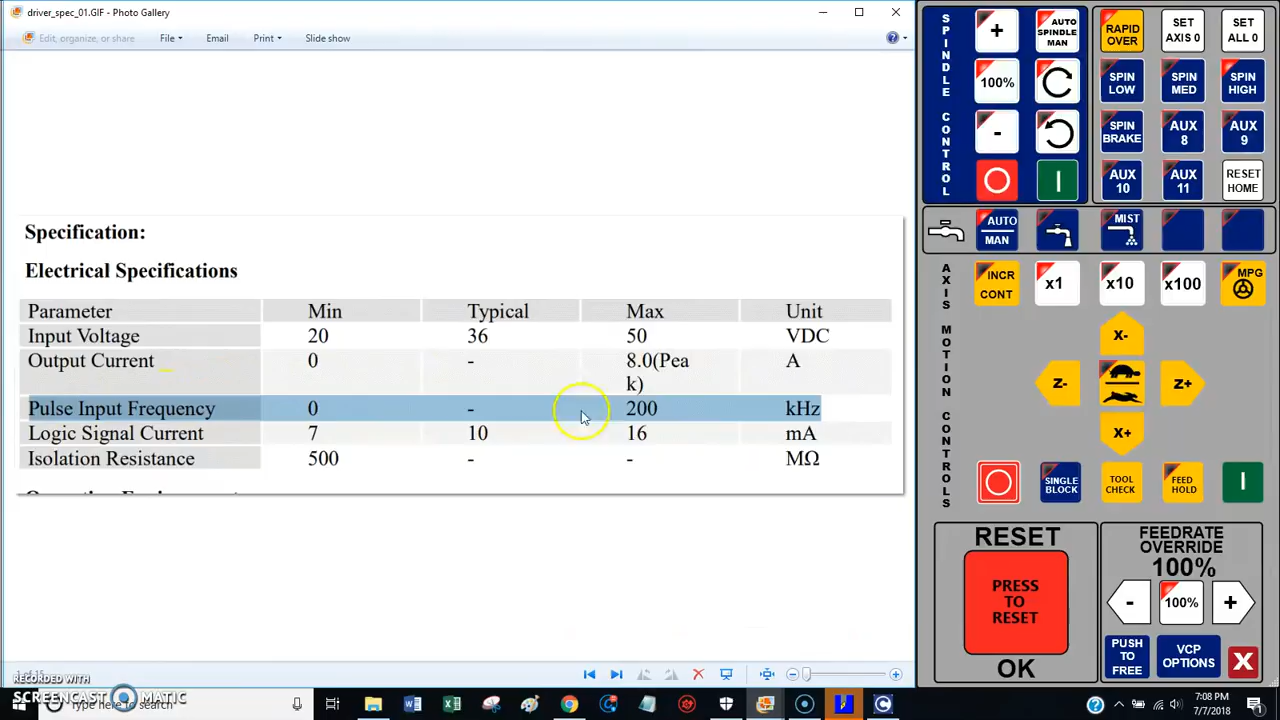 driver_spec_01.GIF - Photo Gallery
Edit, organize, or share File Email Print Slide show
Specification:
Electrical Specifications
Parameter Min Typical Max Unit
Input Voltage 20 36 50 VDC
Output Current 0 - 8.0(Pea A
k)
Pulse Input Frequency 0 - 200 kHz
Logic Signal Current 7 10 16 mA
Isolation Resistance 500 - - MΩ
RECORDED WITH
SCREENCAST MATIC
Type here to search
7:08 PM
7/7/2018
SPINDLE CONTROL
+
AUTO
SPINDLE
MAN
100%
-
RAPID
OVER
SET
AXIS 0
SET
ALL 0
SPIN
LOW
SPIN
MED
SPIN
HIGH
SPIN
BRAKE
AUX
8
AUX
9
AUX
10
AUX
11
RESET
HOME
AUTO
MAN
MIST
AXIS MOTION CONTROLS
INCR
CONT
x1
x10
x100
MPG
X-
Z-
Z+
X+
SINGLE
BLOCK
TOOL
CHECK
FEED
HOLD
RESET
PRESS
TO
RESET
OK
FEEDRATE
OVERRIDE
100%
-
100%
+
PUSH
TO
FREE
VCP
OPTIONS
X